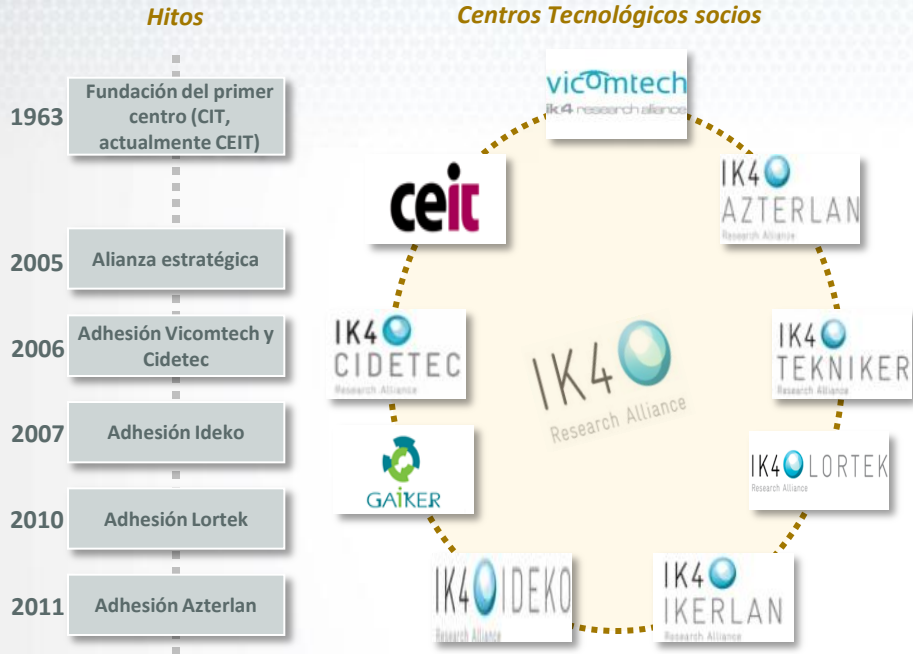 Hitos
1963
Fundación del primer
centro (CIT,
actualmente CEIT)
2005
Alianza estratégica
2006
Adhesión Vicomtech y
Cidetec
2007
Adhesión Ideko
2010
Adhesión Lortek
2011
Adhesión Azterlan
Centros Tecnológicos socios
vicomtech
ik4 research alliance
ceit
IK4
AZTERLAN
Research Alliance
IK4
CIDETEC
Research Alliance
IK4
Research Alliance
IK4
TEKNIKER
Research Alliance
GAIKER
IK4 LORTEK
Research Alliance
IK4 IDEKO
Research Alliance
IK4
IKERLAN
Research Alliance